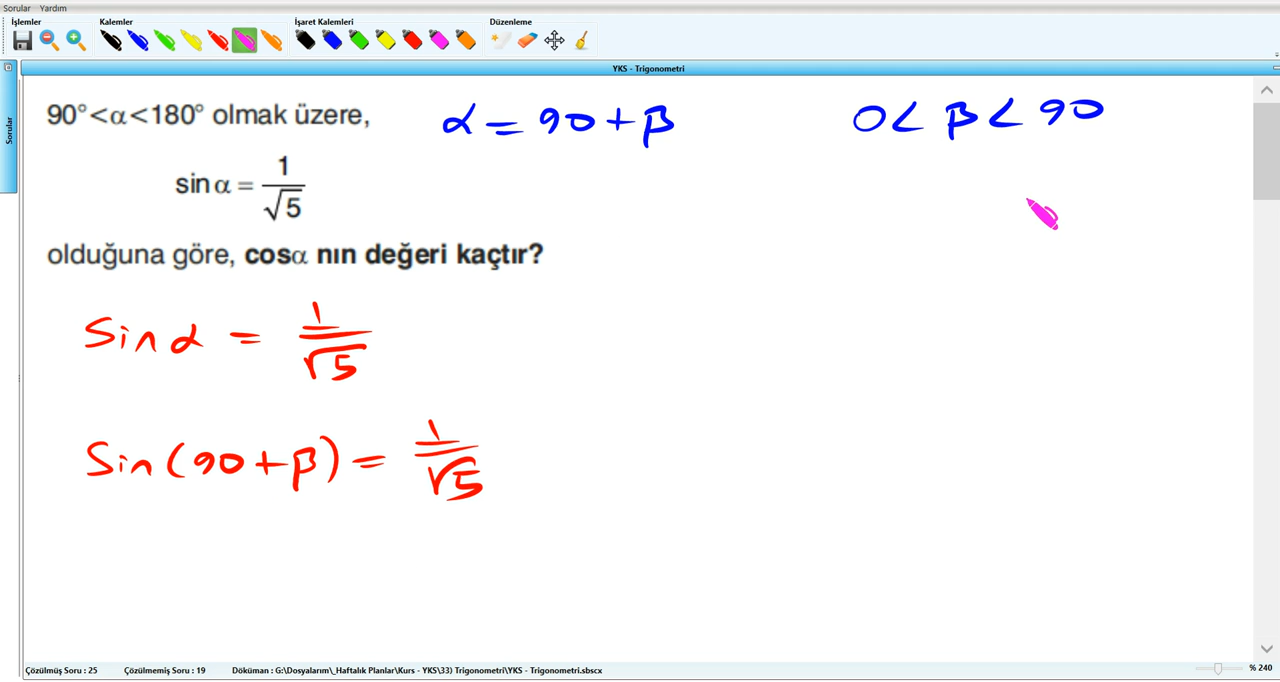 Sorular Yardım
İşlemler Kalemler İşaret Kalemleri Düzenleme
YKS - Trigonometri
Sorular
90°<α<180° olmak üzere,
α = 90 + β
0 < β < 90
sin α = 1/√5
olduğuna göre, cosα nın değeri kaçtır?
Sin α = 1/√5
Sin(90+β) = 1/√5
Çözülmüş Soru : 25 Çözülmemiş Soru : 19 Döküman : G:\Dosyalarım\_Haftalık Planlar\Kurs - YKS\33) Trigonometri\YKS - Trigonometri.sbscx % 240